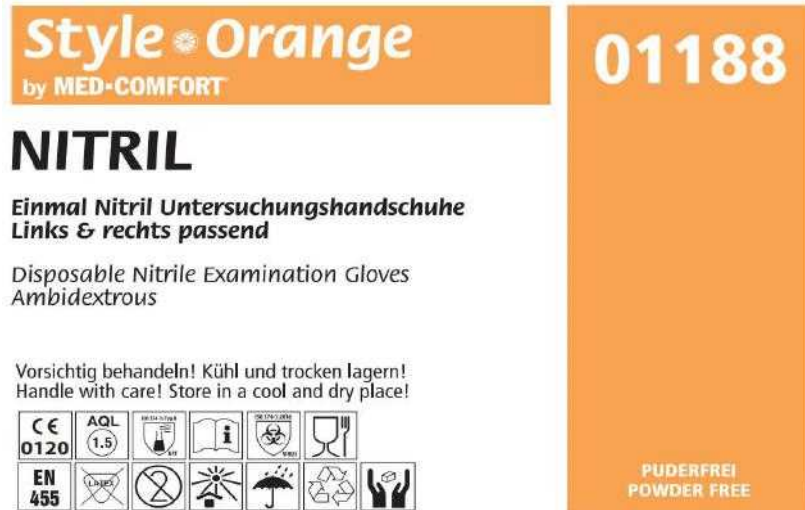 Style Orange
by MED-COMFORT
01188
NITRIL
Einmal Nitril Untersuchungshandschuhe
Links & rechts passend
Disposable Nitrile Examination Gloves
Ambidextrous
Vorsichtig behandeln! Kühl und trocken lagern!
Handle with care! Store in a cool and dry place!
CE
0120
AQL
1.5
i
EN
455
LATEX
2
PUDERFREI
POWDER FREE